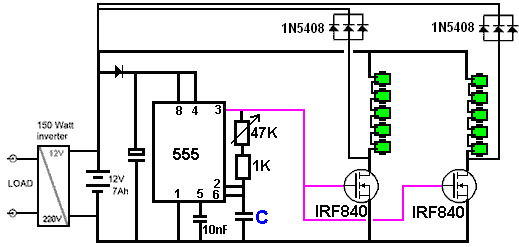 1N5408
1N5408
8 4 3
47K
555
1K
2
6
1 5
10nF
C
150 Watt
inverter
12V
LOAD
220V
12V
7Ah
IRF840
IRF840